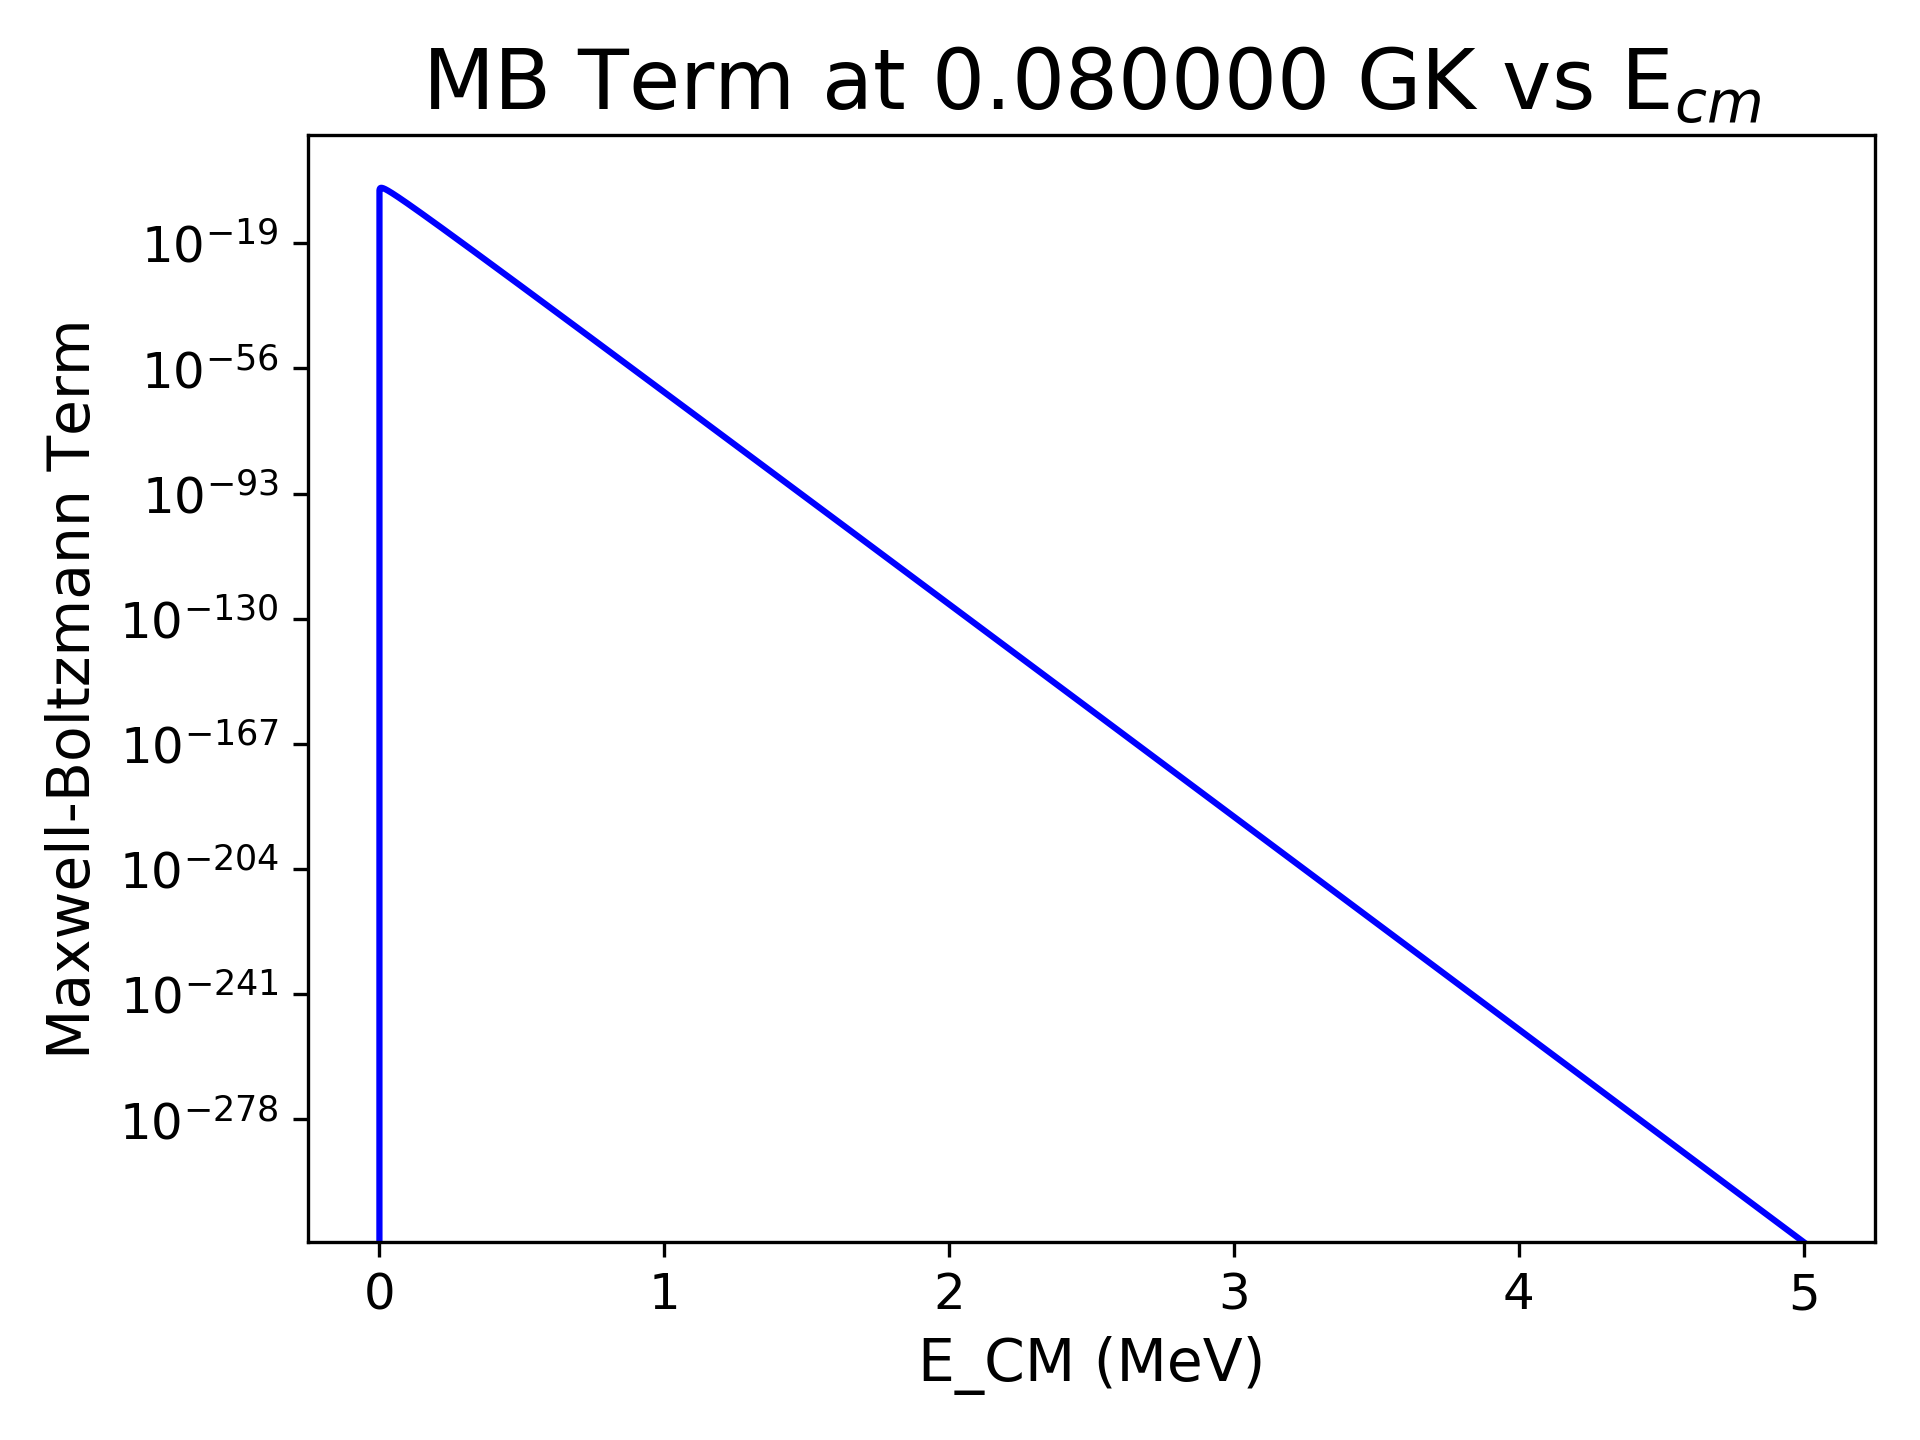 MB Term at 0.080000 GK vs E_{cm}
Maxwell-Boltzmann Term
10^{-19}
10^{-56}
10^{-93}
10^{-130}
10^{-167}
10^{-204}
10^{-241}
10^{-278}
0 1 2 3 4 5
E_CM (MeV)